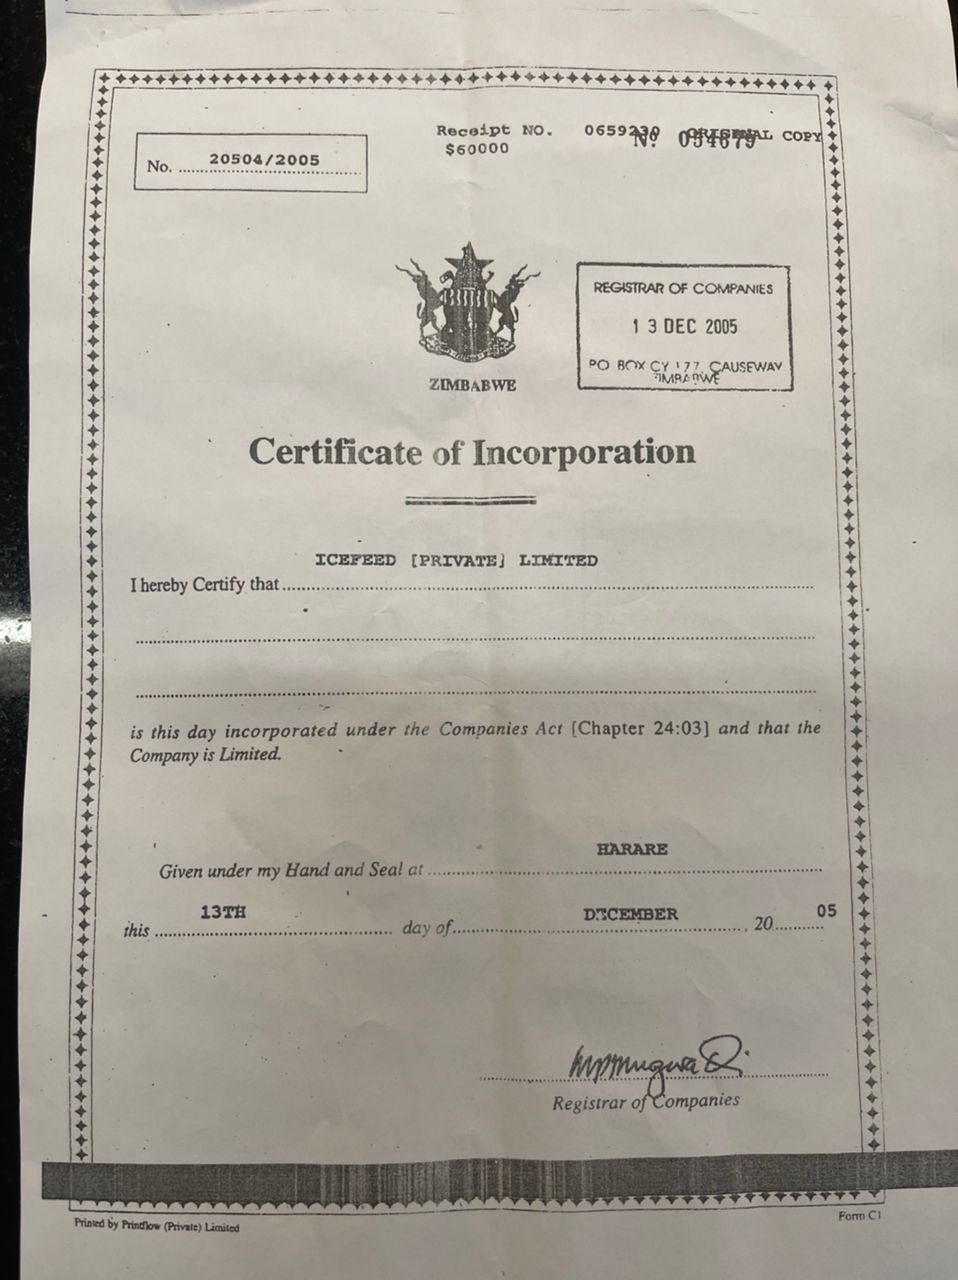 Receipt NO. 0659230 ORIGINAL COPY
$60000 Nº 054679
No. 20504/2005
REGISTRAR OF COMPANIES
13 DEC 2005
PO BOX CY 177, CAUSEWAY
ZIMBABWE
ZIMBABWE
Certificate of Incorporation
ICEFEED [PRIVATE] LIMITED
I hereby Certify that
is this day incorporated under the Companies Act [Chapter 24:03] and that the
Company is Limited.
HARARE
Given under my Hand and Seal at
13TH DECEMBER 05
this day of , 20
Registrar of Companies
Printed by Printflow (Private) Limited
Form C1